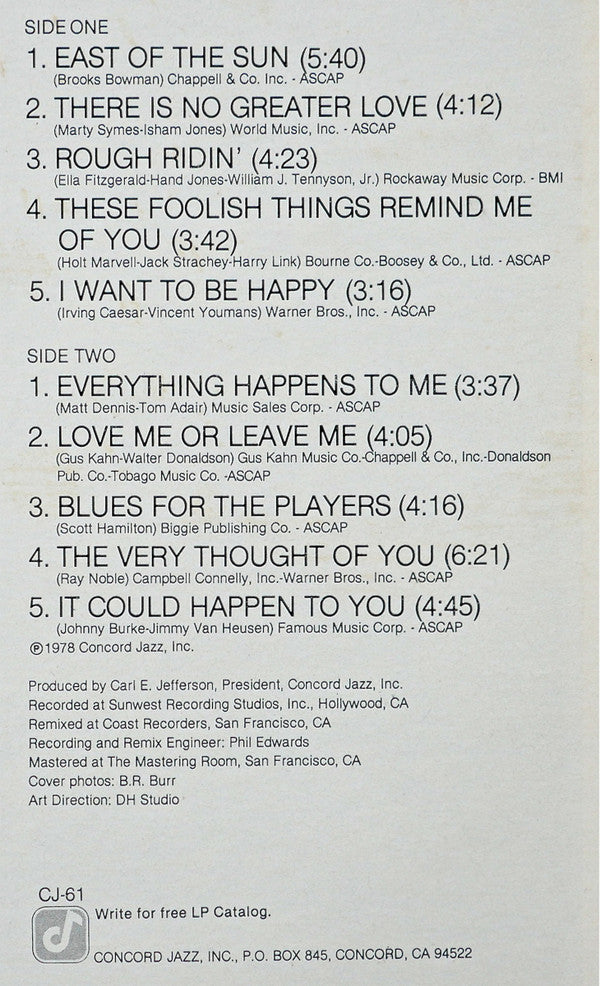 SIDE ONE
1. EAST OF THE SUN (5:40)
(Brooks Bowman) Chappell & Co. Inc. - ASCAP
2. THERE IS NO GREATER LOVE (4:12)
(Marty Symes-Isham Jones) World Music, Inc. - ASCAP
3. ROUGH RIDIN' (4:23)
(Ella Fitzgerald-Hand Jones-William J. Tennyson, Jr.) Rockaway Music Corp. - BMI
4. THESE FOOLISH THINGS REMIND ME
OF YOU (3:42)
(Holt Marvell-Jack Strachey-Harry Link) Bourne Co.-Boosey & Co., Ltd. - ASCAP
5. I WANT TO BE HAPPY (3:16)
(Irving Caesar-Vincent Youmans) Warner Bros., Inc. - ASCAP
SIDE TWO
1. EVERYTHING HAPPENS TO ME (3:37)
(Matt Dennis-Tom Adair) Music Sales Corp. - ASCAP
2. LOVE ME OR LEAVE ME (4:05)
(Gus Kahn-Walter Donaldson) Gus Kahn Music Co.-Chappell & Co., Inc.-Donaldson
Pub. Co.-Tobago Music Co. -ASCAP
3. BLUES FOR THE PLAYERS (4:16)
(Scott Hamilton) Biggie Publishing Co. - ASCAP
4. THE VERY THOUGHT OF YOU (6:21)
(Ray Noble) Campbell Connelly, Inc.-Warner Bros., Inc. - ASCAP
5. IT COULD HAPPEN TO YOU (4:45)
(Johnny Burke-Jimmy Van Heusen) Famous Music Corp. - ASCAP
℗1978 Concord Jazz, Inc.
Produced by Carl E. Jefferson, President, Concord Jazz, Inc.
Recorded at Sunwest Recording Studios, Inc., Hollywood, CA
Remixed at Coast Recorders, San Francisco, CA
Recording and Remix Engineer: Phil Edwards
Mastered at The Mastering Room, San Francisco, CA
Cover photos: B.R. Burr
Art Direction: DH Studio
CJ-61
Write for free LP Catalog.
CONCORD JAZZ, INC., P.O. BOX 845, CONCORD, CA 94522